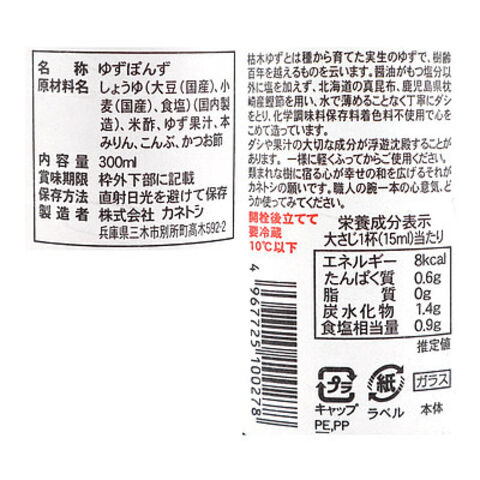 名称 ゆずぽんず
原材料名 しょうゆ(大豆(国産)、小
麦(国産)、食塩)(国内製
造)、米酢、ゆず果汁、本
みりん、こんぶ、かつお節
内容量 300ml
賞味期限 枠外下部に記載
保存方法 直射日光を避けて保存
製造者 株式会社 カネトシ
兵庫県三木市別所町高木592-2
枯木ゆずとは種から育てた実生のゆずで、樹齢
百年を越えるものを云います。醤油がもつ塩分以
外に塩を加えず、北海道の真昆布、鹿児島県枕
崎産鰹節を用い、水で薄めることなく丁寧にダシ
をとり、化学調味料保存料着色料不使用で心をこ
めて造っています。
ダシや果汁の大切な成分が浮遊沈殿することが
あります。一様に軽くふってからご使用ください。
類まれな樹に宿る心が幸せの和を広げるそれが
カネトシの願いです。職人の腕一本の心意気、ど
うか使ってみてください。
開栓後立てて
要冷蔵
10℃以下
栄養成分表示
大さじ1杯(15ml)当たり
エネルギー 8kcal
たんぱく質 0.6g
脂質 0g
炭水化物 1.4g
食塩相当量 0.9g
推定値
4967725100278
プラ
キャップ
PE,PP
紙
ラベル
ガラス
本体